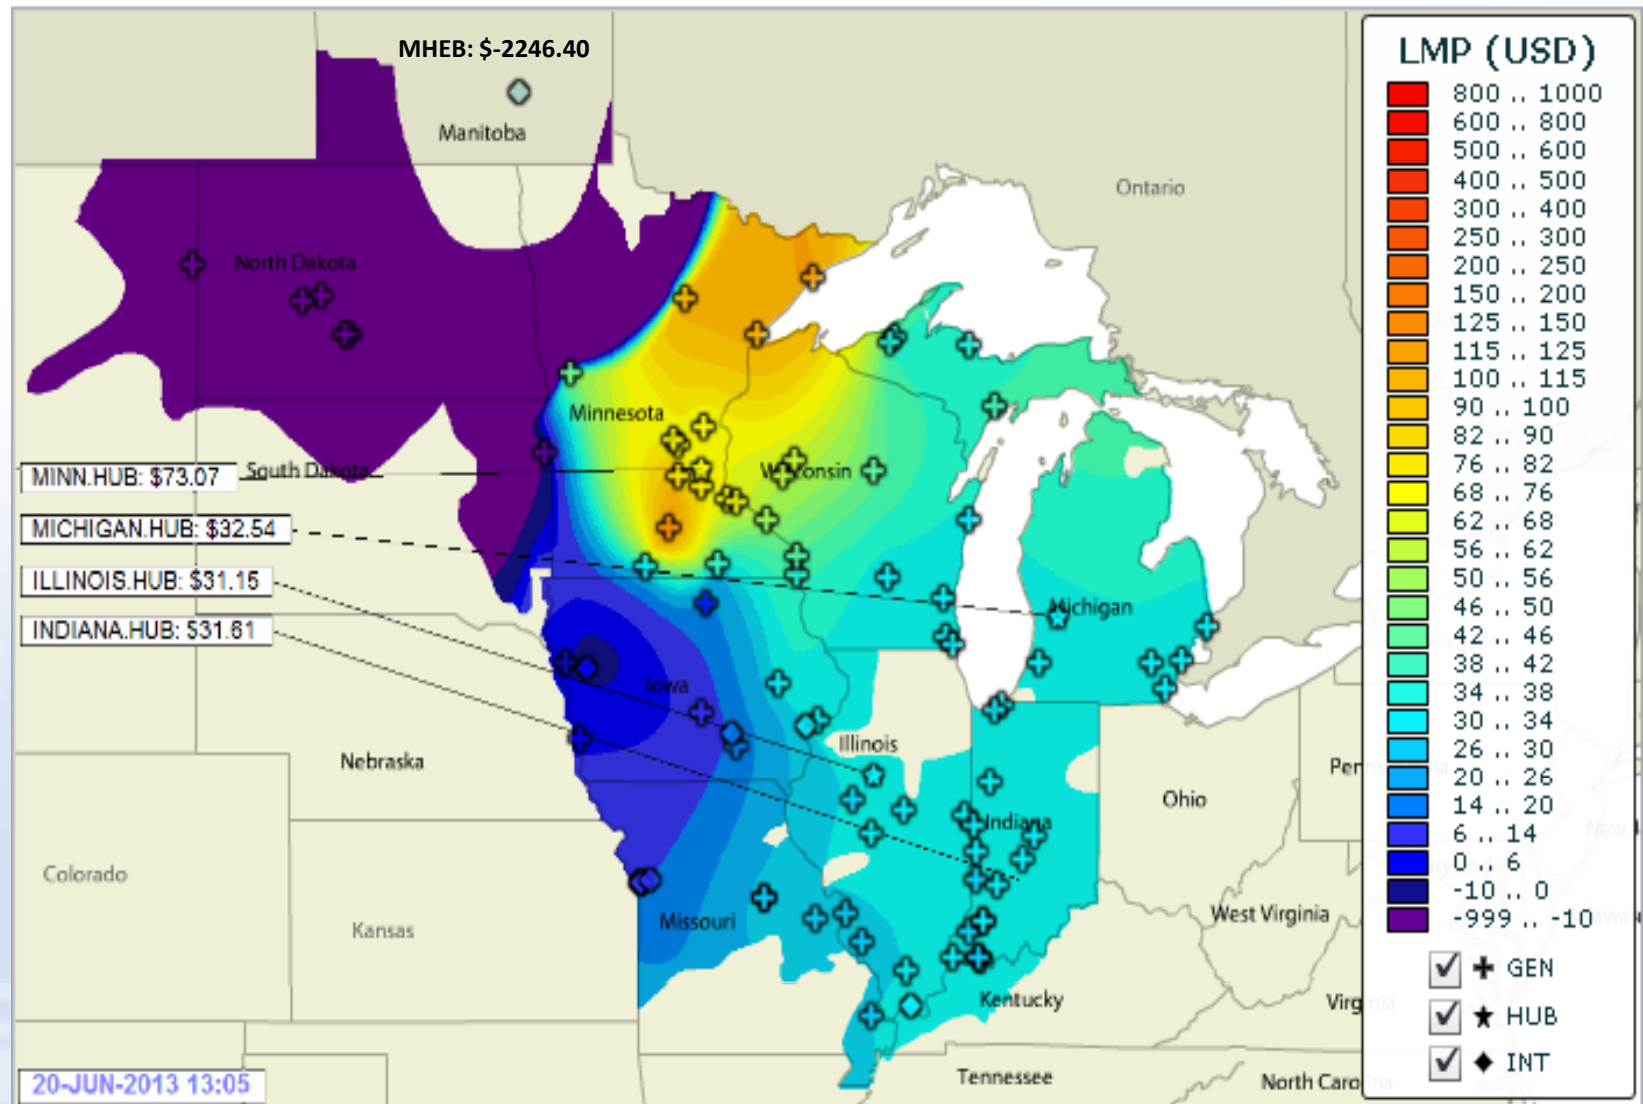 MHEB: $-2246.40
Manitoba
Ontario
North Dakota
Minnesota
South Dakota
Wisconsin
MINN.HUB: $73.07
MICHIGAN.HUB: $32.54
ILLINOIS.HUB: $31.15
INDIANA.HUB: $31.61
Michigan
Iowa
Illinois
Nebraska
Ohio
Indiana
Colorado
Kansas
Missouri
West Virginia
Kentucky
Virginia
Tennessee
North Carolina
20-JUN-2013 13:05
LMP (USD)
800 .. 1000
600 .. 800
500 .. 600
400 .. 500
300 .. 400
250 .. 300
200 .. 250
150 .. 200
125 .. 150
115 .. 125
100 .. 115
90 .. 100
82 .. 90
76 .. 82
68 .. 76
62 .. 68
56 .. 62
50 .. 56
46 .. 50
42 .. 46
38 .. 42
34 .. 38
30 .. 34
26 .. 30
20 .. 26
14 .. 20
6 .. 14
0 .. 6
-10 .. 0
-999 .. -10
GEN
HUB
INT